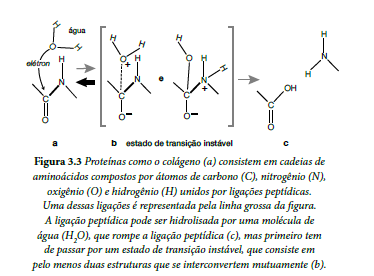 H
O
H
água
elétron
H
N
C
O
a
H
H
O
H
+
N
C
O–
b
e
H
O
H
H
N
+
C
O–
estado de transição instável
H
N
H
C
OH
O
c
Figura 3.3 Proteínas como o colágeno (a) consistem em cadeias de
aminoácidos compostos por átomos de carbono (C), nitrogênio (N),
oxigênio (O) e hidrogênio (H) unidos por ligações peptídicas.
Uma dessas ligações é representada pela linha grossa da figura.
A ligação peptídica pode ser hidrolisada por uma molécula de
água (H₂O), que rompe a ligação peptídica (c), mas primeiro tem
de passar por um estado de transição instável, que consiste em
pelo menos duas estruturas que se interconvertem mutuamente (b).